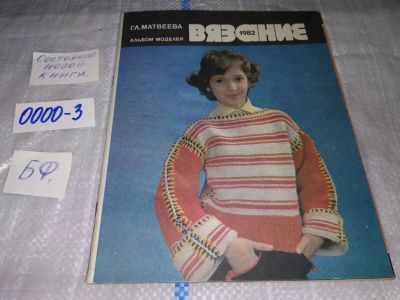 Г.Л. МАТВЕЕВА
АЛЬБОМ МОДЕЛЕЙ
ВЯЗАНИЕ
1982
Состояние
новой
книги.
0000-3
БФ.